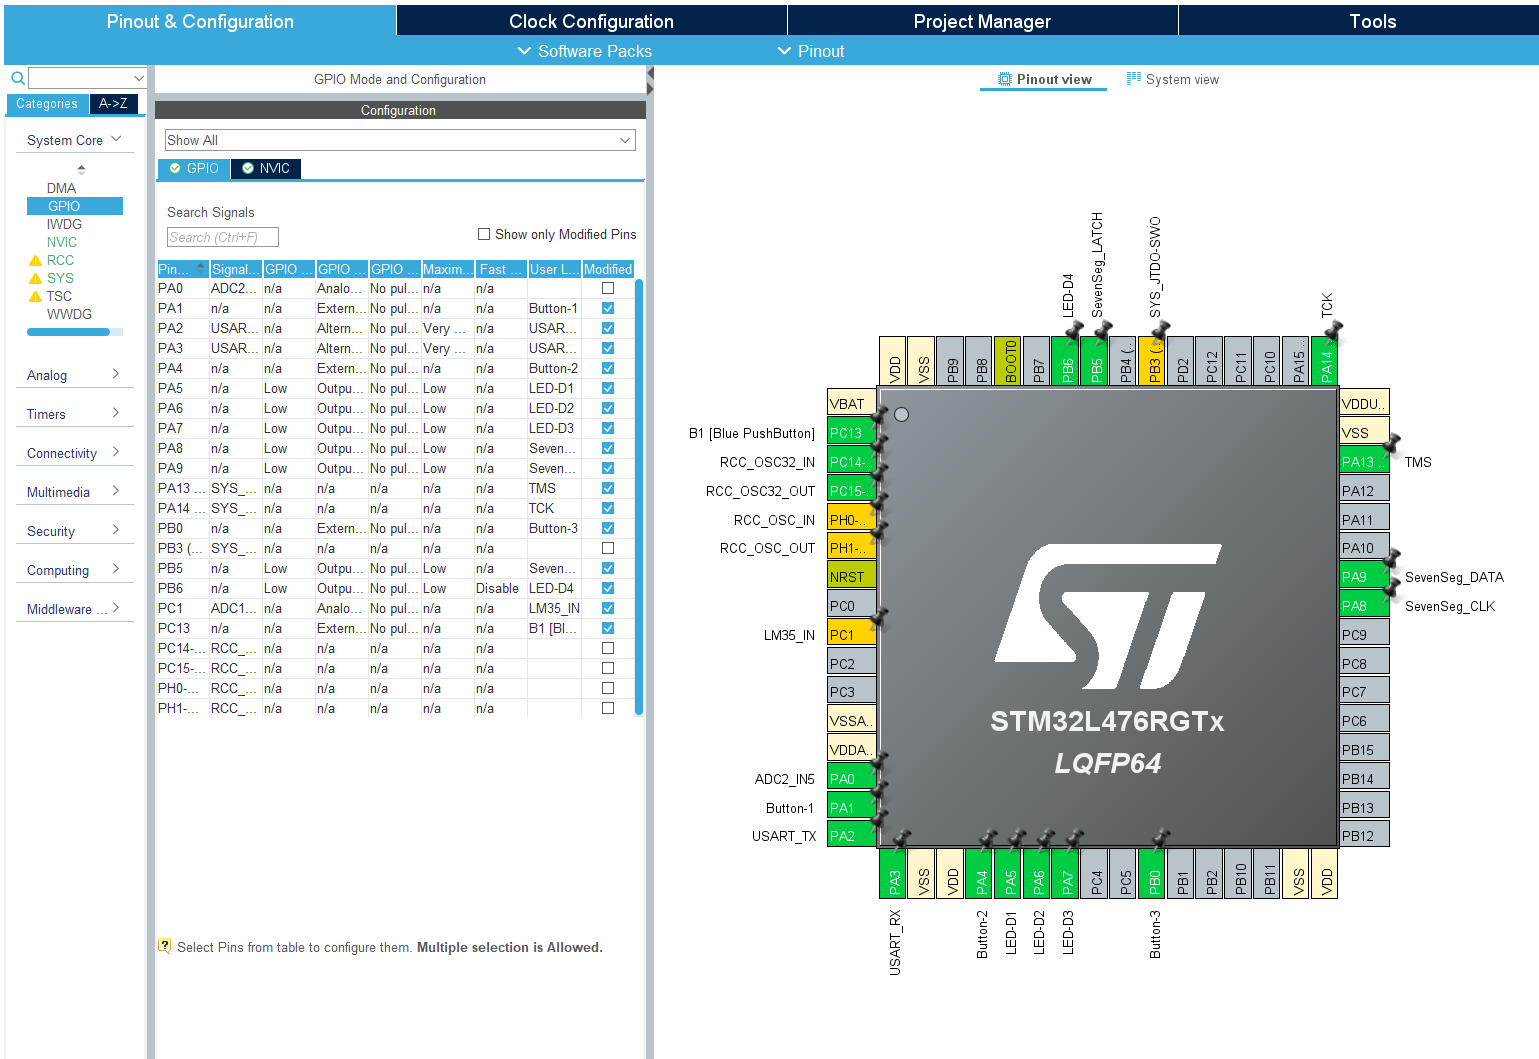 Pinout & Configuration
Clock Configuration
Project Manager
Tools
Software Packs
Pinout
Categories
A->Z
System Core
DMA
GPIO
IWDG
NVIC
RCC
SYS
TSC
WWDG
Analog
Timers
Connectivity
Multimedia
Security
Computing
Middleware ...
GPIO Mode and Configuration
Configuration
Show All
GPIO
NVIC
Search Signals
Search (Ctrl+F)
Show only Modified Pins
Pin... Signal... GPIO ... GPIO ... GPIO ... Maxim... Fast ... User L... Modified
PA0 ADC2... n/a Analo... No pul... n/a n/a
PA1 n/a n/a Extern... No pul... n/a n/a Button-1
PA2 USAR... n/a Altern... No pul... Very ... n/a USAR...
PA3 USAR... n/a Altern... No pul... Very ... n/a USAR...
PA4 n/a n/a Extern... No pul... n/a n/a Button-2
PA5 n/a Low Outpu... No pul... Low n/a LED-D1
PA6 n/a Low Outpu... No pul... Low n/a LED-D2
PA7 n/a Low Outpu... No pul... Low n/a LED-D3
PA8 n/a Low Outpu... No pul... Low n/a Seven...
PA9 n/a Low Outpu... No pul... Low n/a Seven...
PA13 ... SYS_... n/a n/a n/a n/a n/a TMS
PA14 ... SYS_... n/a n/a n/a n/a n/a TCK
PB0 n/a n/a Extern... No pul... n/a n/a Button-3
PB3 (... SYS_... n/a n/a n/a n/a n/a
PB5 n/a Low Outpu... No pul... Low n/a Seven...
PB6 n/a Low Outpu... No pul... Low Disable LED-D4
PC1 ADC1... n/a Analo... No pul... n/a n/a LM35_IN
PC13 n/a n/a Extern... No pul... n/a n/a B1 [Bl...
PC14-... RCC_... n/a n/a n/a n/a n/a
PC15-... RCC_... n/a n/a n/a n/a n/a
PH0-... RCC_... n/a n/a n/a n/a n/a
PH1-... RCC_... n/a n/a n/a n/a n/a
Select Pins from table to configure them. Multiple selection is Allowed.
Pinout view
System view
LED-D4
SevenSeg_LATCH
SYS_JTDO-SWO
TCK
VDD
VSS
PB9
PB8
BOOT0
PB7
PB6
PB5
PB4 (..
PB3 (..
PD2
PC12
PC11
PC10
PA15 ..
PA14 ..
VBAT
B1 [Blue PushButton] PC13
RCC_OSC32_IN PC14-..
RCC_OSC32_OUT PC15-..
RCC_OSC_IN PH0-..
RCC_OSC_OUT PH1-..
NRST
PC0
LM35_IN PC1
PC2
PC3
VSSA..
VDDA..
ADC2_IN5 PA0
Button-1 PA1
USART_TX PA2
ST
STM32L476RGTx
LQFP64
VDDU..
VSS
PA13 .. TMS
PA12
PA11
PA10
PA9 SevenSeg_DATA
PA8 SevenSeg_CLK
PC9
PC8
PC7
PC6
PB15
PB14
PB13
PB12
PA3
VSS
VDD
PA4
PA5
PA6
PA7
PC4
PC5
PB0
PB1
PB2
PB10
PB11
VSS
VDD
USART_RX
Button-2
LED-D1
LED-D2
LED-D3
Button-3